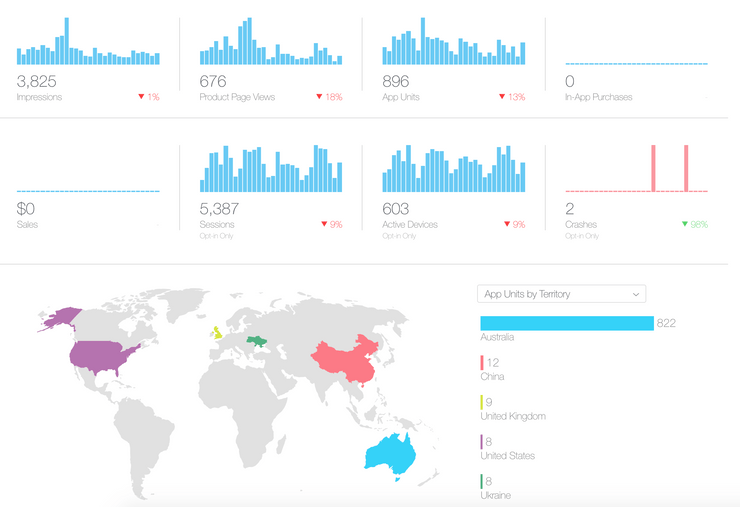 3,825
Impressions
▼ 1%
676
Product Page Views
▼ 18%
896
App Units
▼ 13%
0
In-App Purchases
$0
Sales
5,387
Sessions
▼ 9%
Opt-in Only
603
Active Devices
▼ 9%
Opt-in Only
2
Crashes
▼ 98%
Opt-in Only
App Units by Territory
822
Australia
12
China
9
United Kingdom
8
United States
8
Ukraine